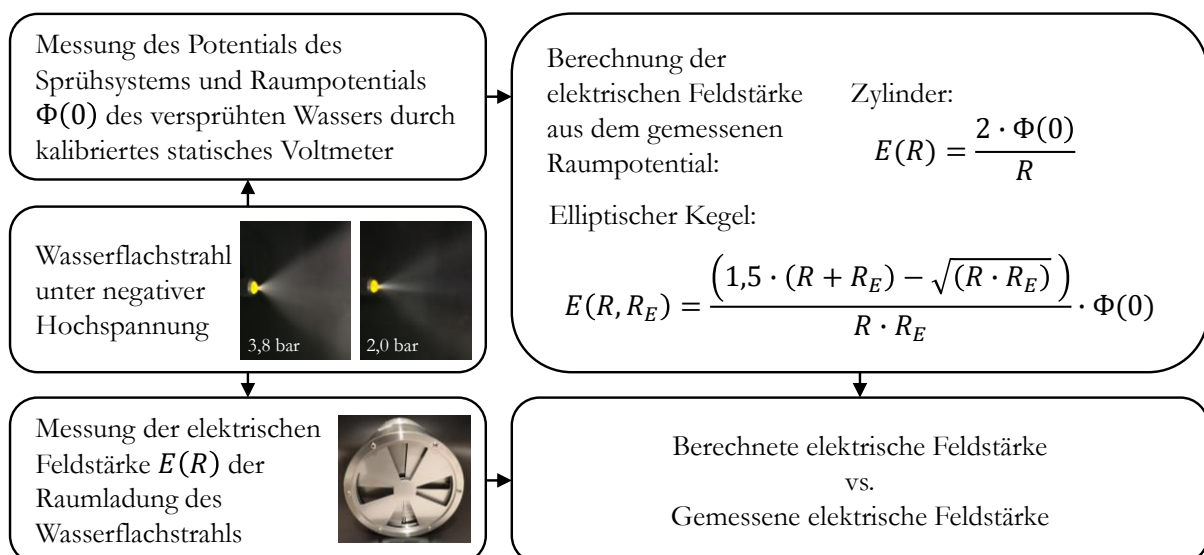 Messung des Potentials des
Sprühsystems und Raumpotentials
Φ(0) des versprühten Wassers durch
kalibriertes statisches Voltmeter
Berechnung der
elektrischen Feldstärke
aus dem gemessenen
Raumpotential:
Zylinder:
E(R) = 2 · Φ(0) / R
Elliptischer Kegel:
E(R, R_E) = (1,5 · (R + R_E) − √(R · R_E)) / R · R_E · Φ(0)
Wasserflachstrahl
unter negativer
Hochspannung
3,8 bar
2,0 bar
Messung der elektrischen
Feldstärke E(R) der
Raumladung des
Wasserflachstrahls
Berechnete elektrische Feldstärke
vs.
Gemessene elektrische Feldstärke